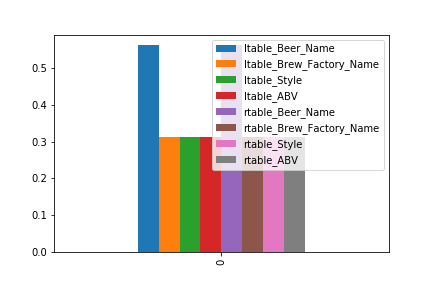 0.5
0.4
0.3
0.2
0.1
0.0
0
ltable_Beer_Name
ltable_Brew_Factory_Name
ltable_Style
ltable_ABV
rtable_Beer_Name
rtable_Brew_Factory_Name
rtable_Style
rtable_ABV